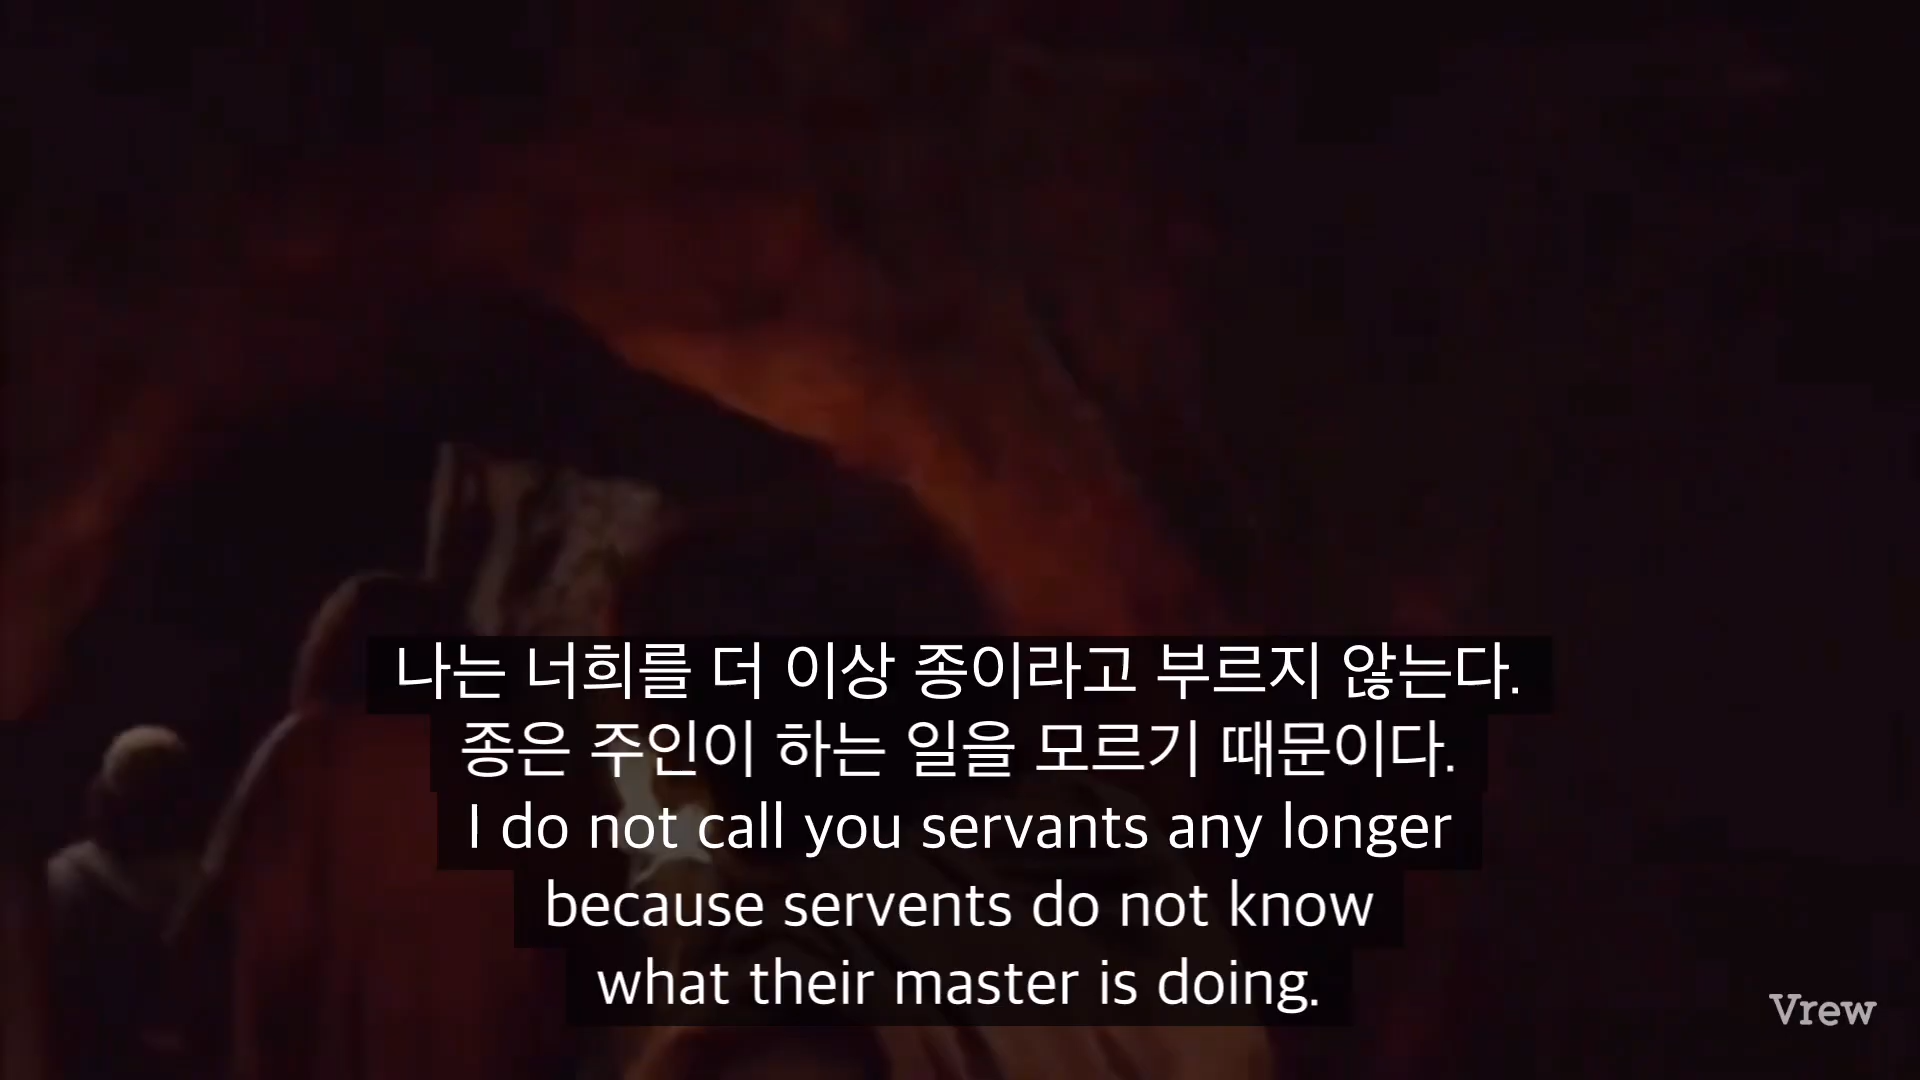 나는 너희를 더 이상 종이라고 부르지 않는다.
종은 주인이 하는 일을 모르기 때문이다.
I do not call you servants any longer
because servents do not know
what their master is doing.
Vrew